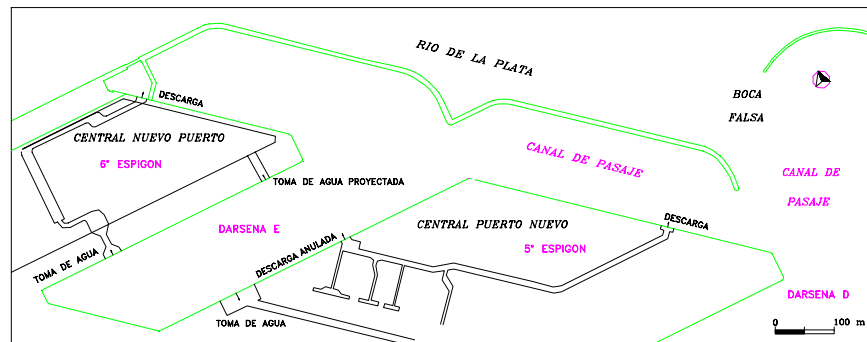 RIO DE LA PLATA
BOCA
FALSA
DESCARGA
CENTRAL NUEVO PUERTO
6° ESPIGON
CANAL DE PASAJE
CANAL DE
PASAJE
TOMA DE AGUA PROYECTADA
DARSENA E
CENTRAL PUERTO NUEVO
DESCARGA
5° ESPIGON
DESCARGA ANULADA
TOMA DE AGUA
DARSENA D
TOMA DE AGUA
0 100 m